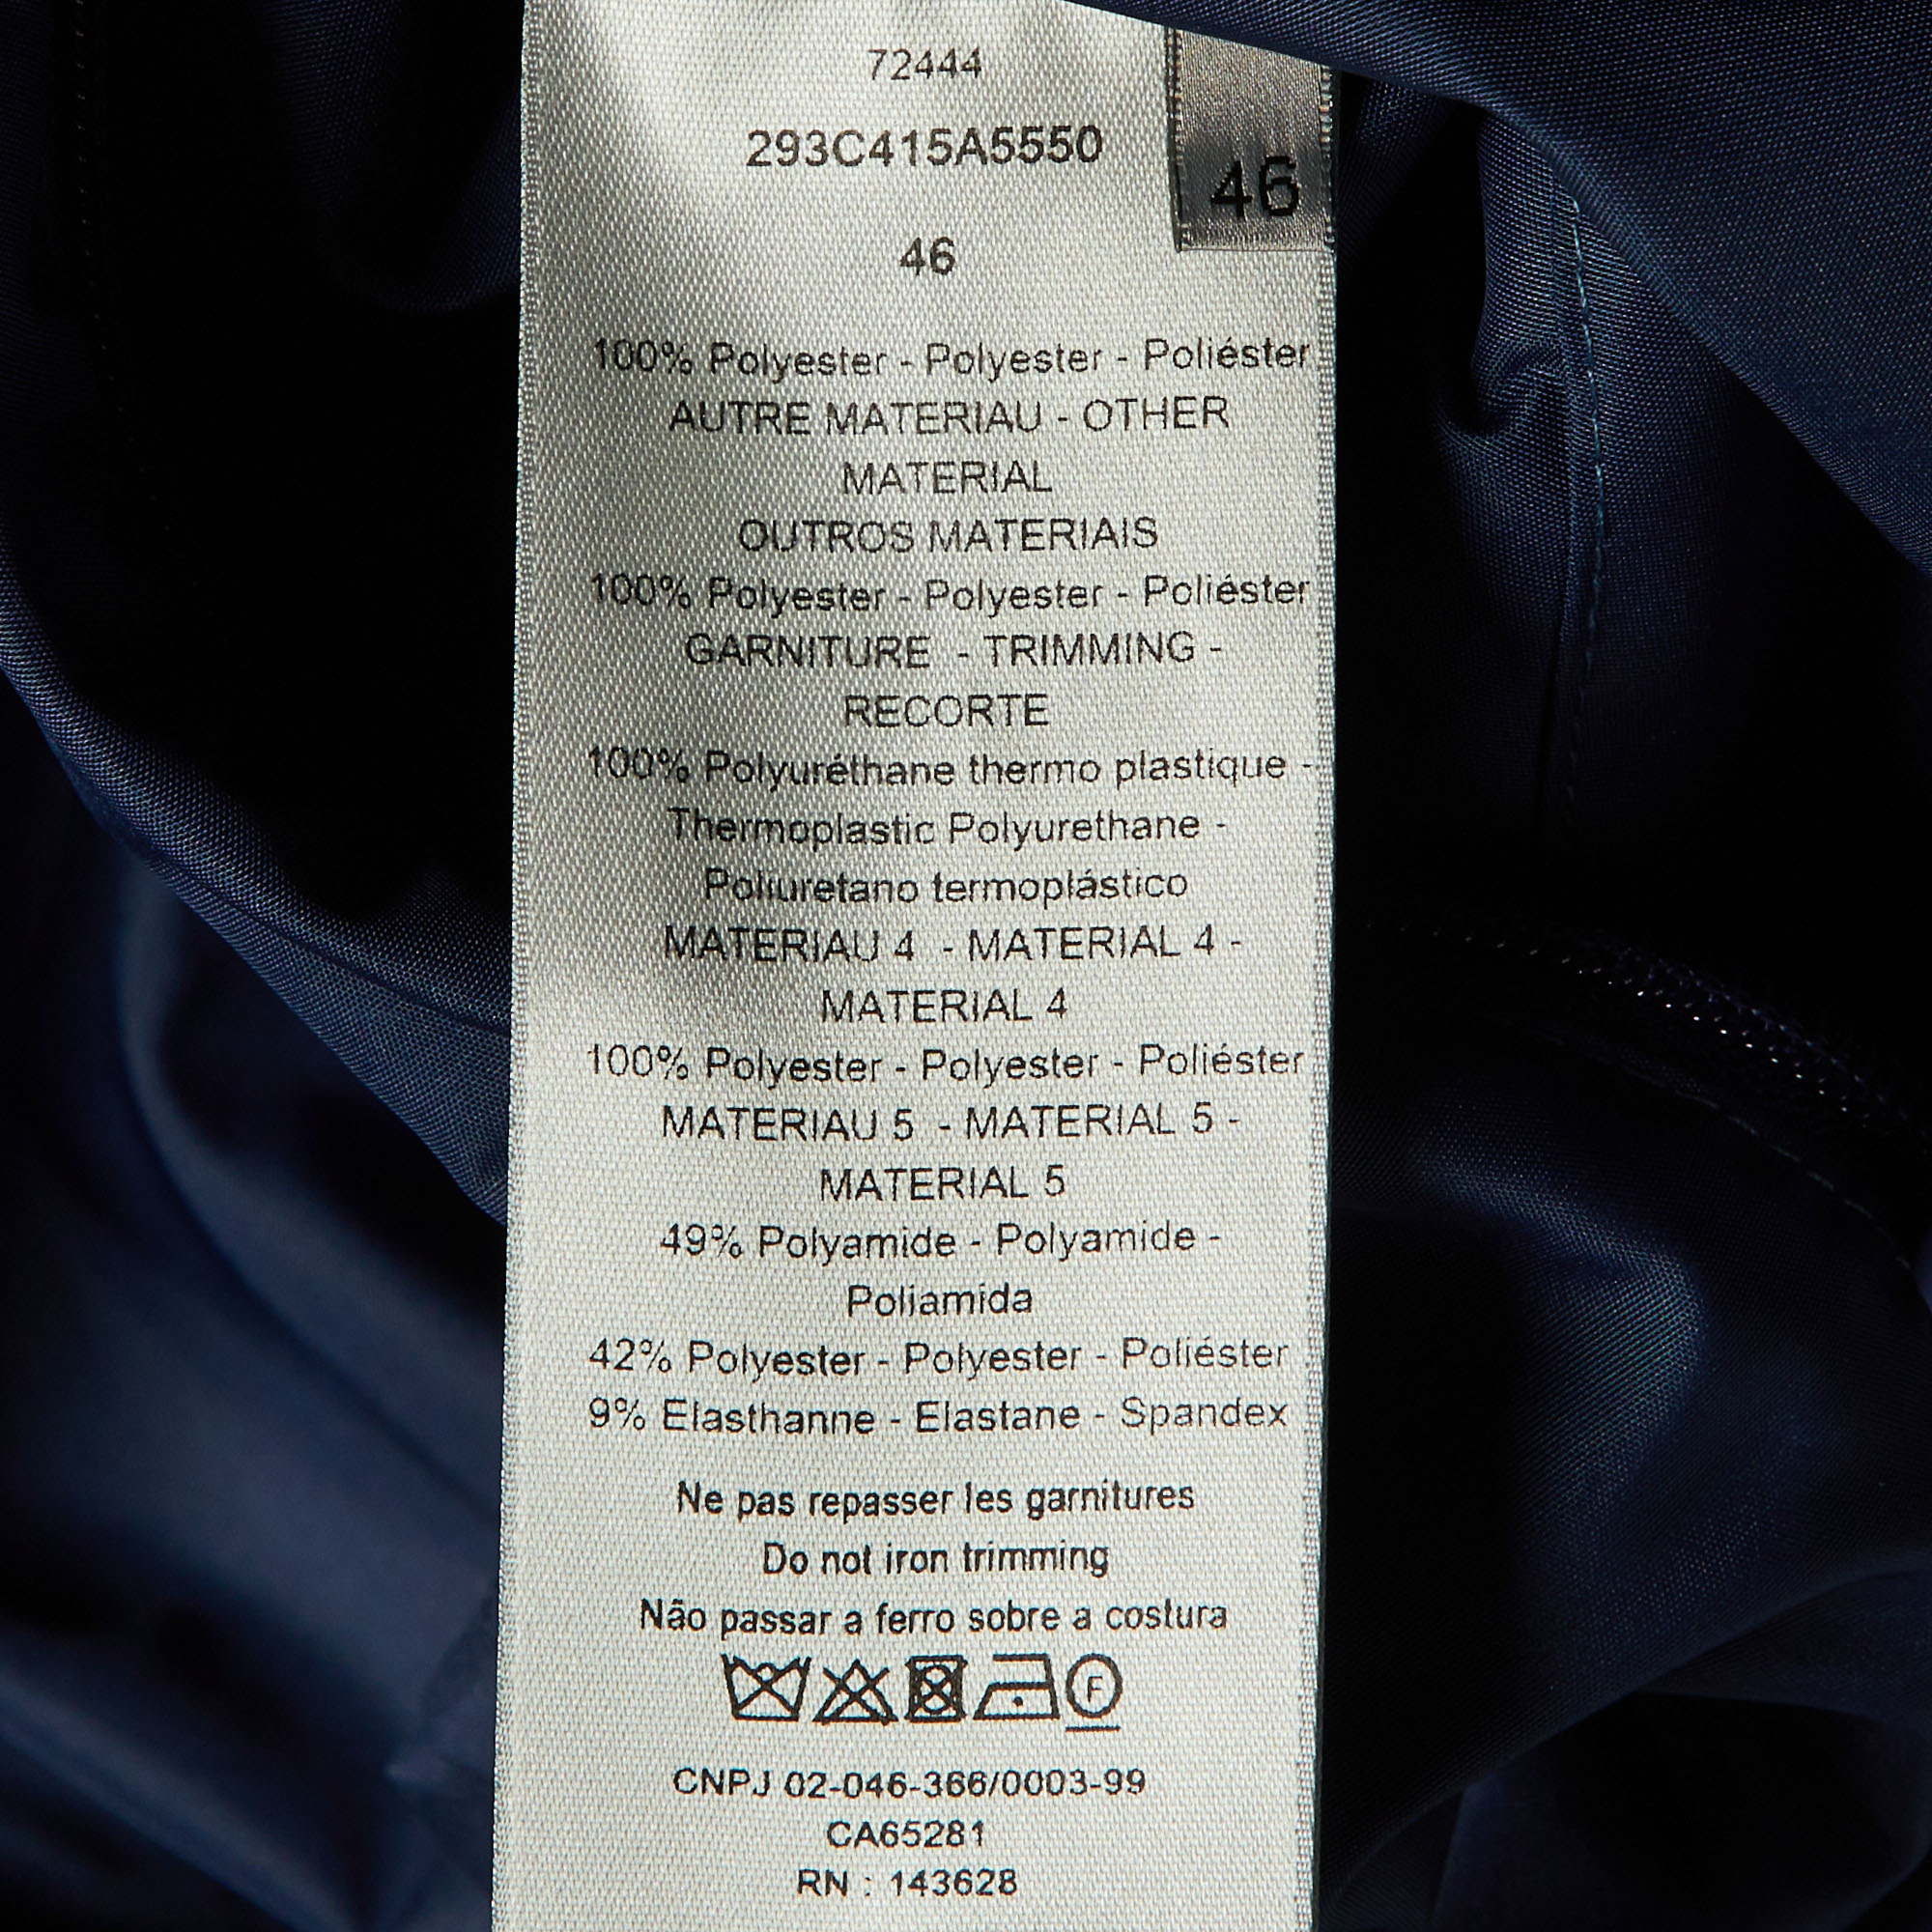 72444
293C415A5550
46
46
100% Polyester - Polyester - Poliéster
AUTRE MATERIAU - OTHER
MATERIAL
OUTROS MATERIAIS
100% Polyester - Polyester - Poliéster
GARNITURE - TRIMMING -
RECORTE
100% Polyuréthane thermo plastique -
Thermoplastic Polyurethane -
Poliuretano termoplástico
MATERIAU 4 - MATERIAL 4 -
MATERIAL 4
100% Polyester - Polyester - Poliéster
MATERIAU 5 - MATERIAL 5 -
MATERIAL 5
49% Polyamide - Polyamide -
Poliamida
42% Polyester - Polyester - Poliéster
9% Elasthanne - Elastane - Spandex
Ne pas repasser les garnitures
Do not iron trimming
Não passar a ferro sobre a costura
F
CNPJ 02-046-366/0003-99
CA65281
RN : 143628